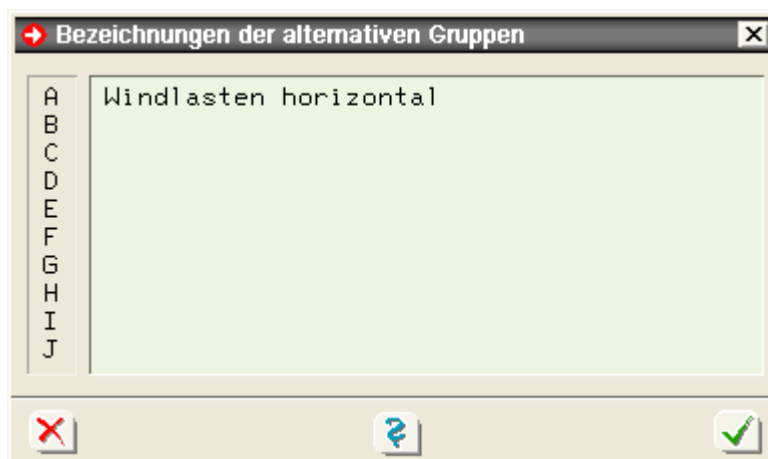 Bezeichnungen der alternativen Gruppen
A Windlasten horizontal
B
C
D
E
F
G
H
I
J